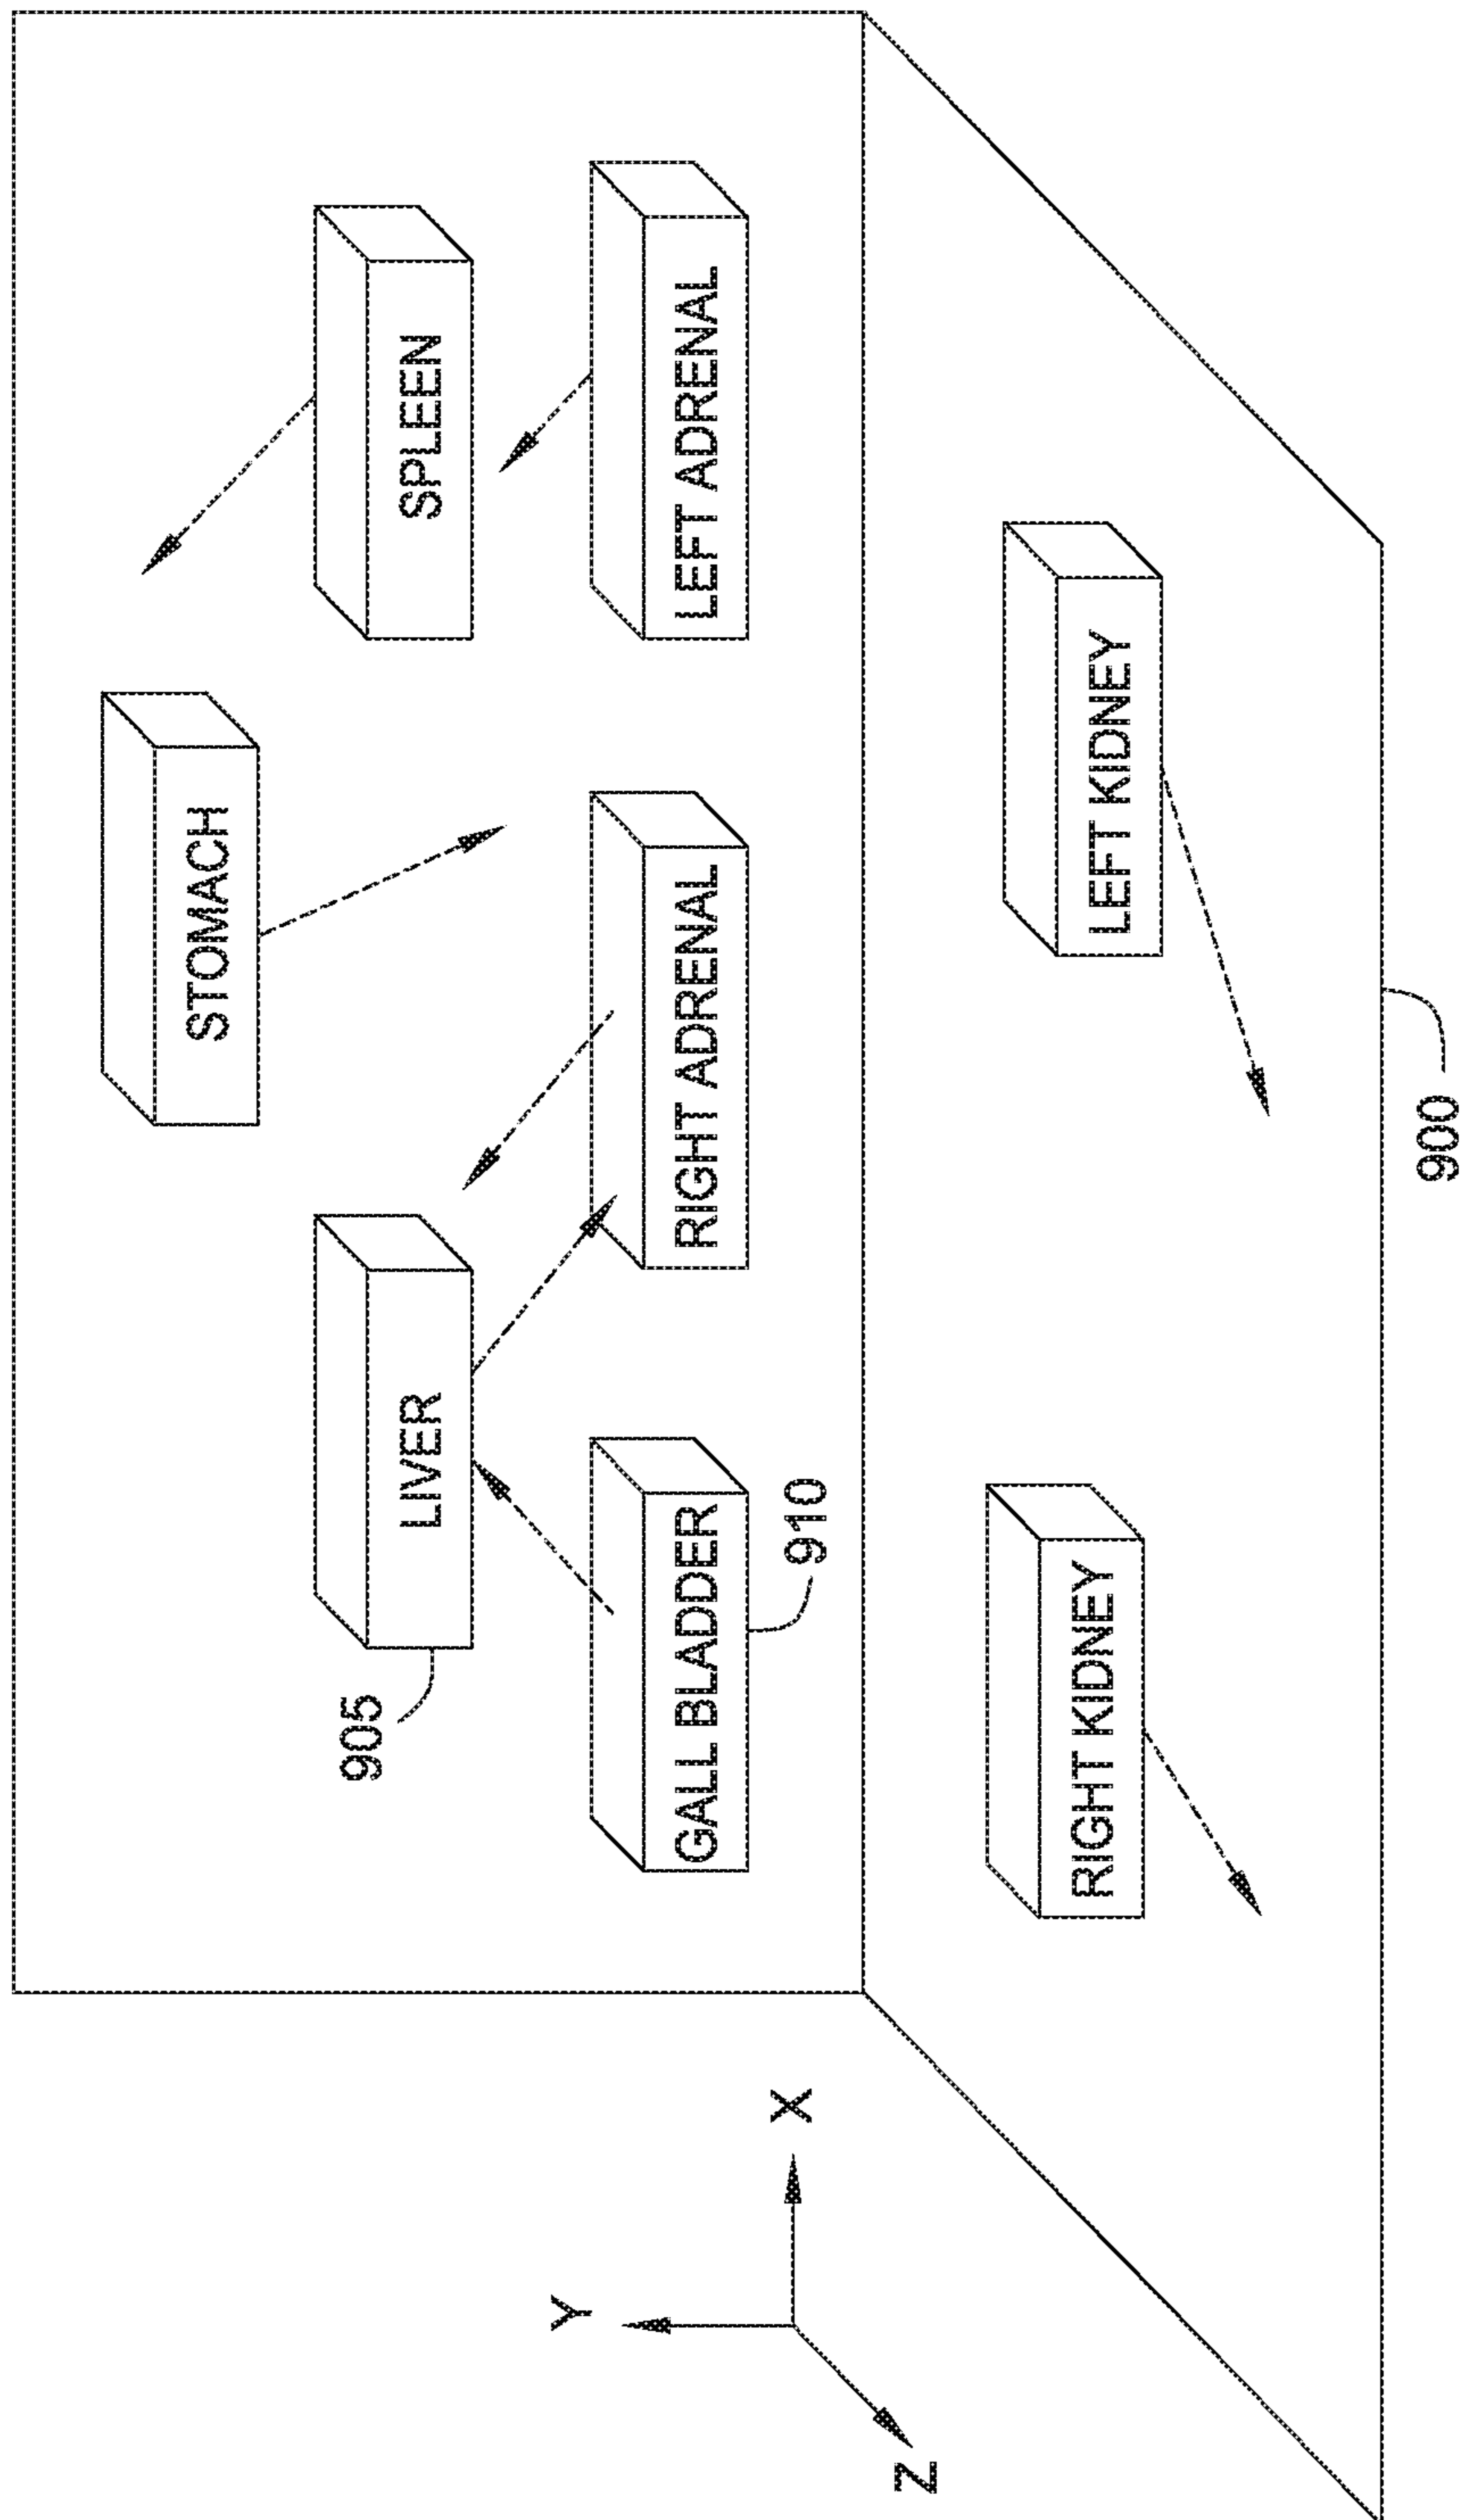 STOMACH
905
LIVER
SPLEEN
Y
GALL BLADDER
RIGHT ADRENAL
LEFT ADRENAL
X
910
Z
RIGHT KIDNEY
LEFT KIDNEY
900